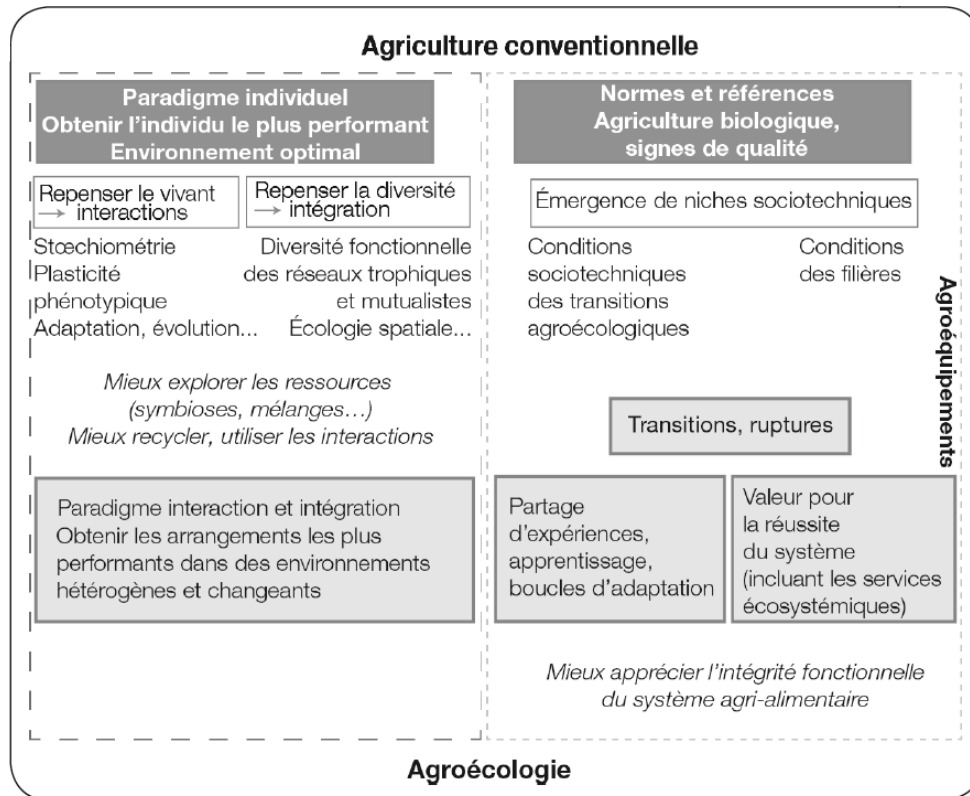 Agriculture conventionnelle
Paradigme individuel
Obtenir l'individu le plus performant
Environnement optimal
Repenser le vivant
→ interactions
Repenser la diversité
→ intégration
Stœchiométrie
Plasticité
phénotypique
Adaptation, évolution...
Diversité fonctionnelle
des réseaux trophiques
et mutualistes
Écologie spatiale...
Mieux explorer les ressources
(symbioses, mélanges...)
Mieux recycler, utiliser les interactions
Paradigme interaction et intégration
Obtenir les arrangements les plus
performants dans des environnements
hétérogènes et changeants
Normes et références
Agriculture biologique,
signes de qualité
Émergence de niches sociotechniques
Conditions
sociotechniques
des transitions
agroécologiques
Conditions
des filières
Transitions, ruptures
Partage
d'expériences,
apprentissage,
boucles d'adaptation
Valeur pour
la réussite
du système
(incluant les services
écosystémiques)
Mieux apprécier l'intégrité fonctionnelle
du système agri-alimentaire
Agroéquipements
Agroécologie